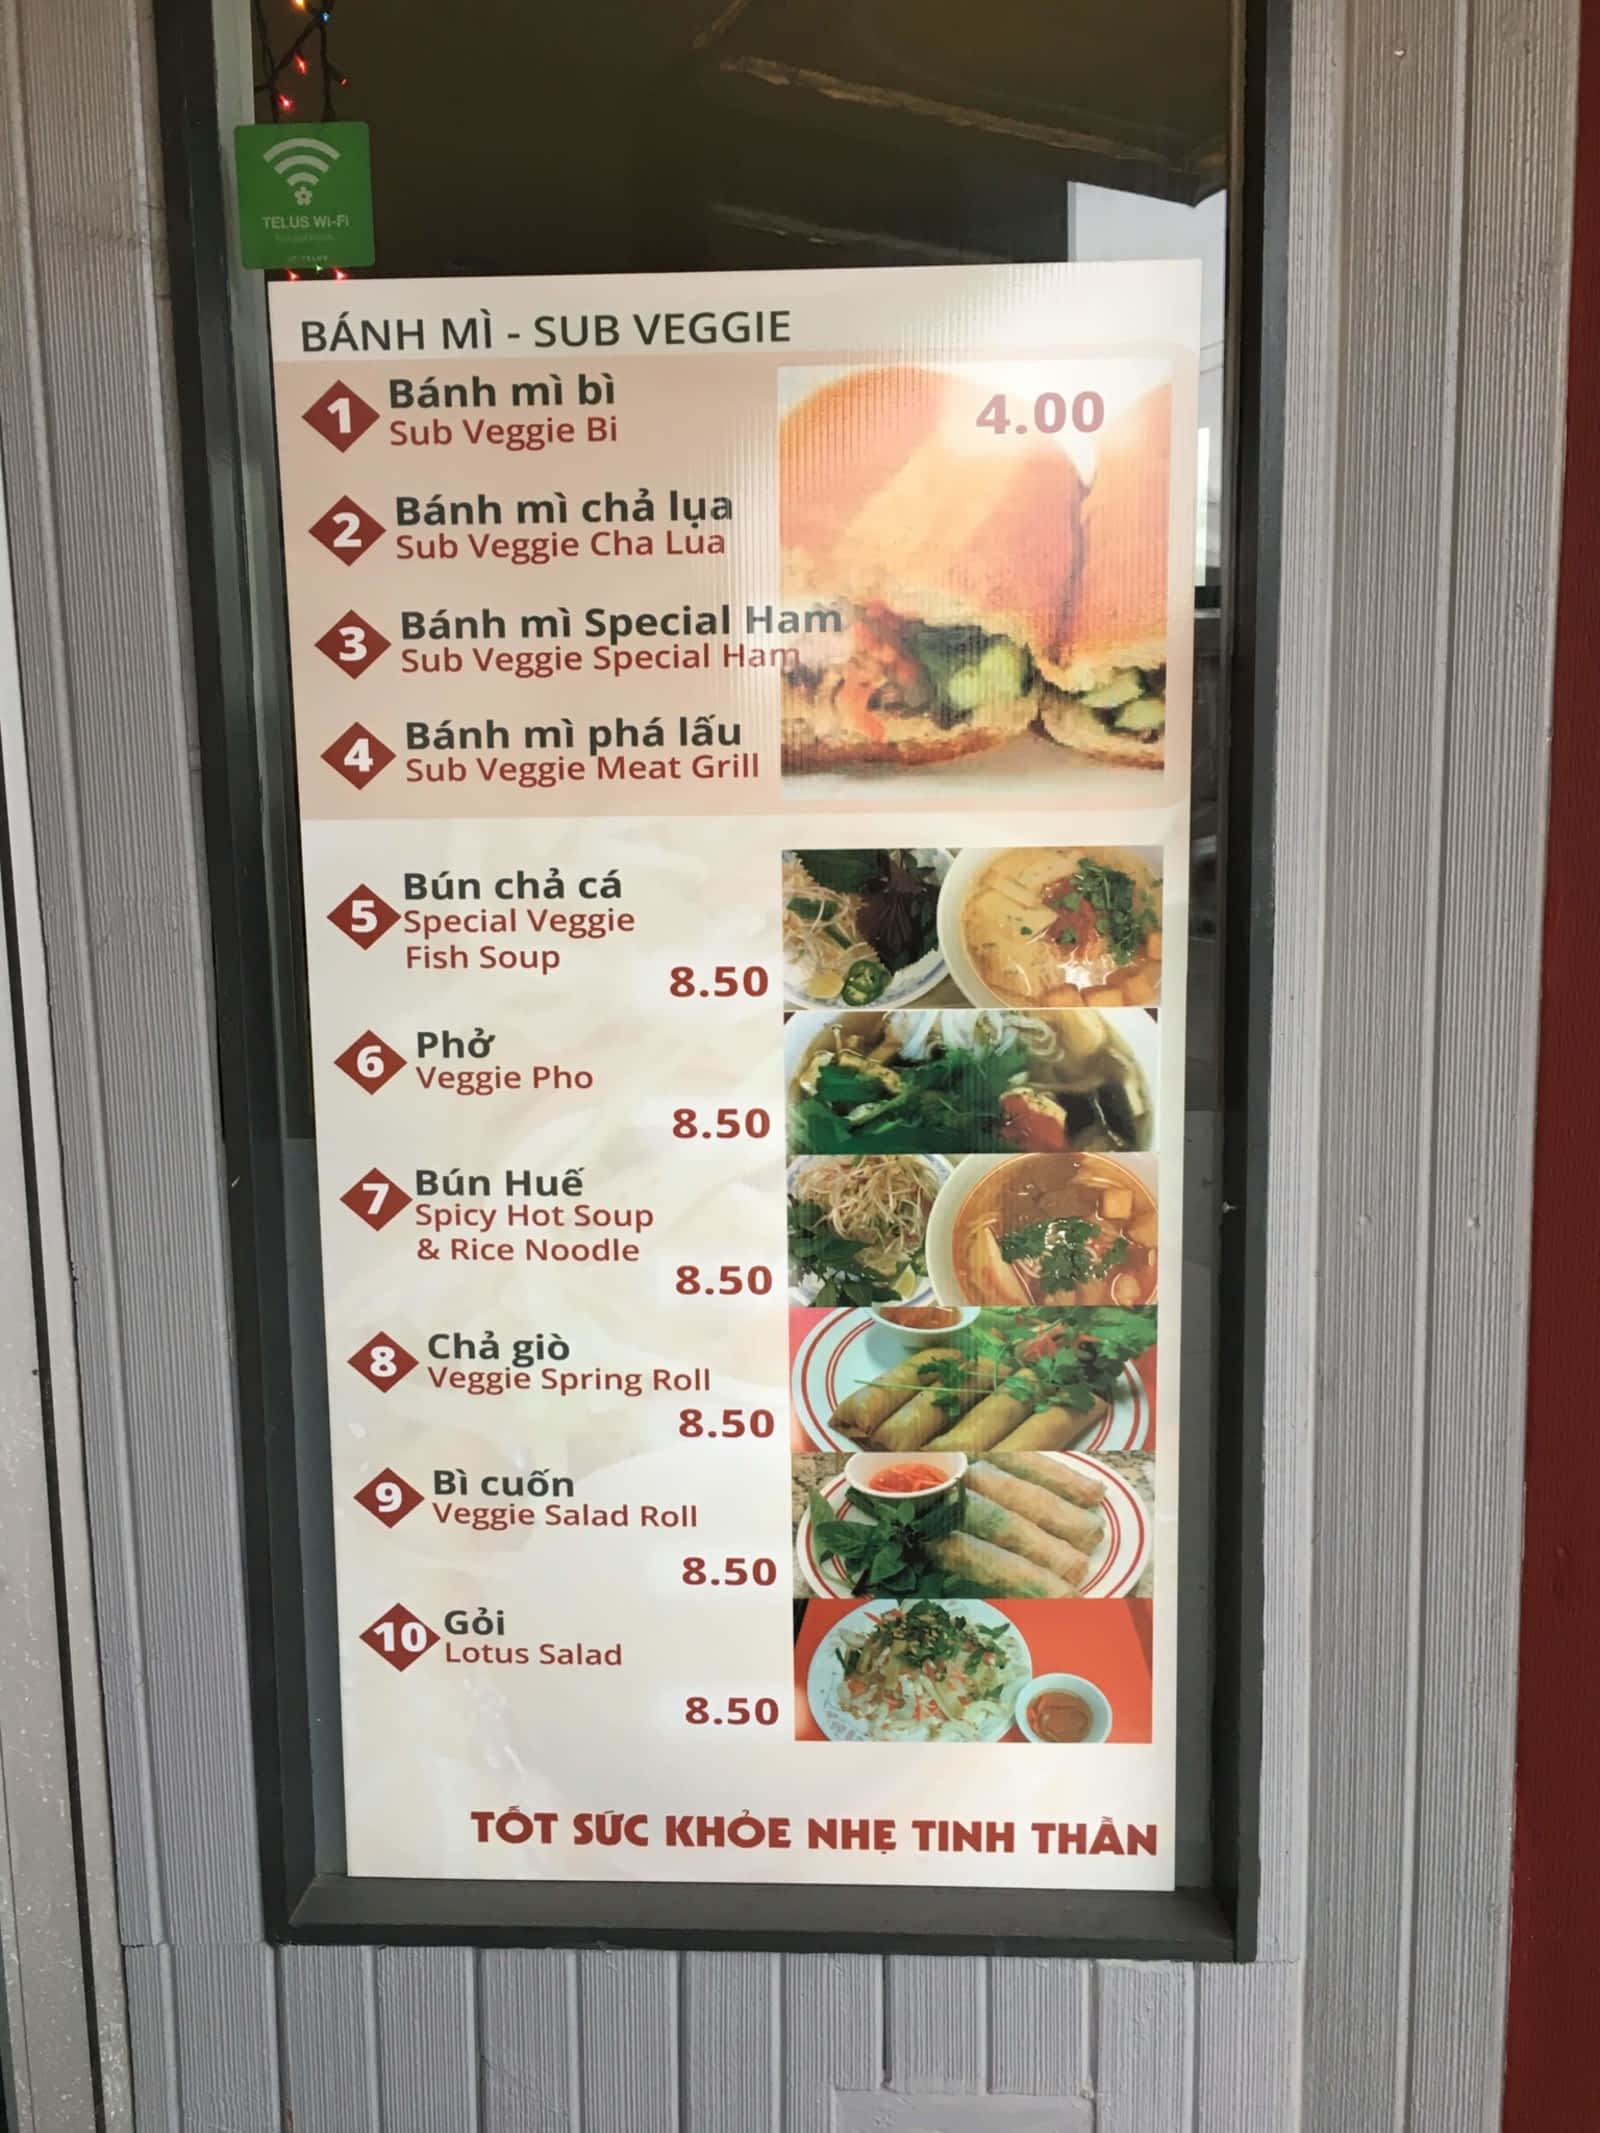 TELUS Wi-Fi
TELUS
BÁNH MÌ - SUB VEGGIE
1 Bánh mì bì 4.00
Sub Veggie Bi
2 Bánh mì chả lụa
Sub Veggie Cha Lua
3 Bánh mì Special Ham
Sub Veggie Special Ham
4 Bánh mì phá lấu
Sub Veggie Meat Grill
5 Bún chả cá
Special Veggie
Fish Soup
8.50
6 Phở
Veggie Pho
8.50
7 Bún Huế
Spicy Hot Soup
& Rice Noodle
8.50
8 Chả giò
Veggie Spring Roll
8.50
9 Bì cuốn
Veggie Salad Roll
8.50
10 Gỏi
Lotus Salad
8.50
TỐT SỨC KHỎE NHẸ TINH THẦN